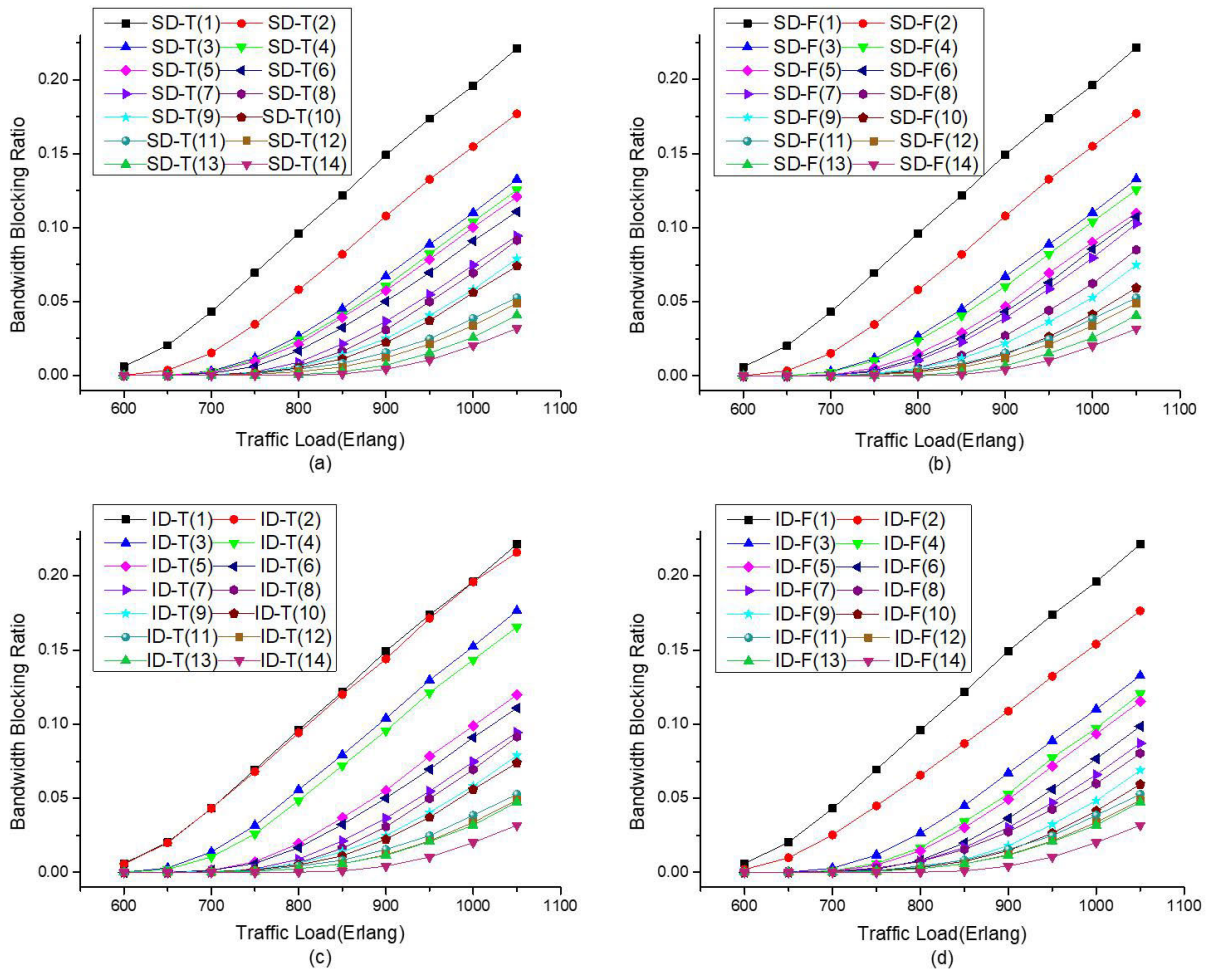 SD-T(1) SD-T(2)
SD-T(3) SD-T(4)
SD-T(5) SD-T(6)
SD-T(7) SD-T(8)
SD-T(9) SD-T(10)
SD-T(11) SD-T(12)
SD-T(13) SD-T(14)
Bandwidth Blocking Ratio
0.20
0.15
0.10
0.05
0.00
600 700 800 900 1000 1100
Traffic Load(Erlang)
(a)
SD-F(1) SD-F(2)
SD-F(3) SD-F(4)
SD-F(5) SD-F(6)
SD-F(7) SD-F(8)
SD-F(9) SD-F(10)
SD-F(11) SD-F(12)
SD-F(13) SD-F(14)
Bandwidth Blocking Ratio
0.20
0.15
0.10
0.05
0.00
600 700 800 900 1000 1100
Traffic Load(Erlang)
(b)
ID-T(1) ID-T(2)
ID-T(3) ID-T(4)
ID-T(5) ID-T(6)
ID-T(7) ID-T(8)
ID-T(9) ID-T(10)
ID-T(11) ID-T(12)
ID-T(13) ID-T(14)
Bandwidth Blocking Ratio
0.20
0.15
0.10
0.05
0.00
600 700 800 900 1000 1100
Traffic Load(Erlang)
(c)
ID-F(1) ID-F(2)
ID-F(3) ID-F(4)
ID-F(5) ID-F(6)
ID-F(7) ID-F(8)
ID-F(9) ID-F(10)
ID-F(11) ID-F(12)
ID-F(13) ID-F(14)
Bandwidth Blocking Ratio
0.20
0.15
0.10
0.05
0.00
600 700 800 900 1000 1100
Traffic Load(Erlang)
(d)